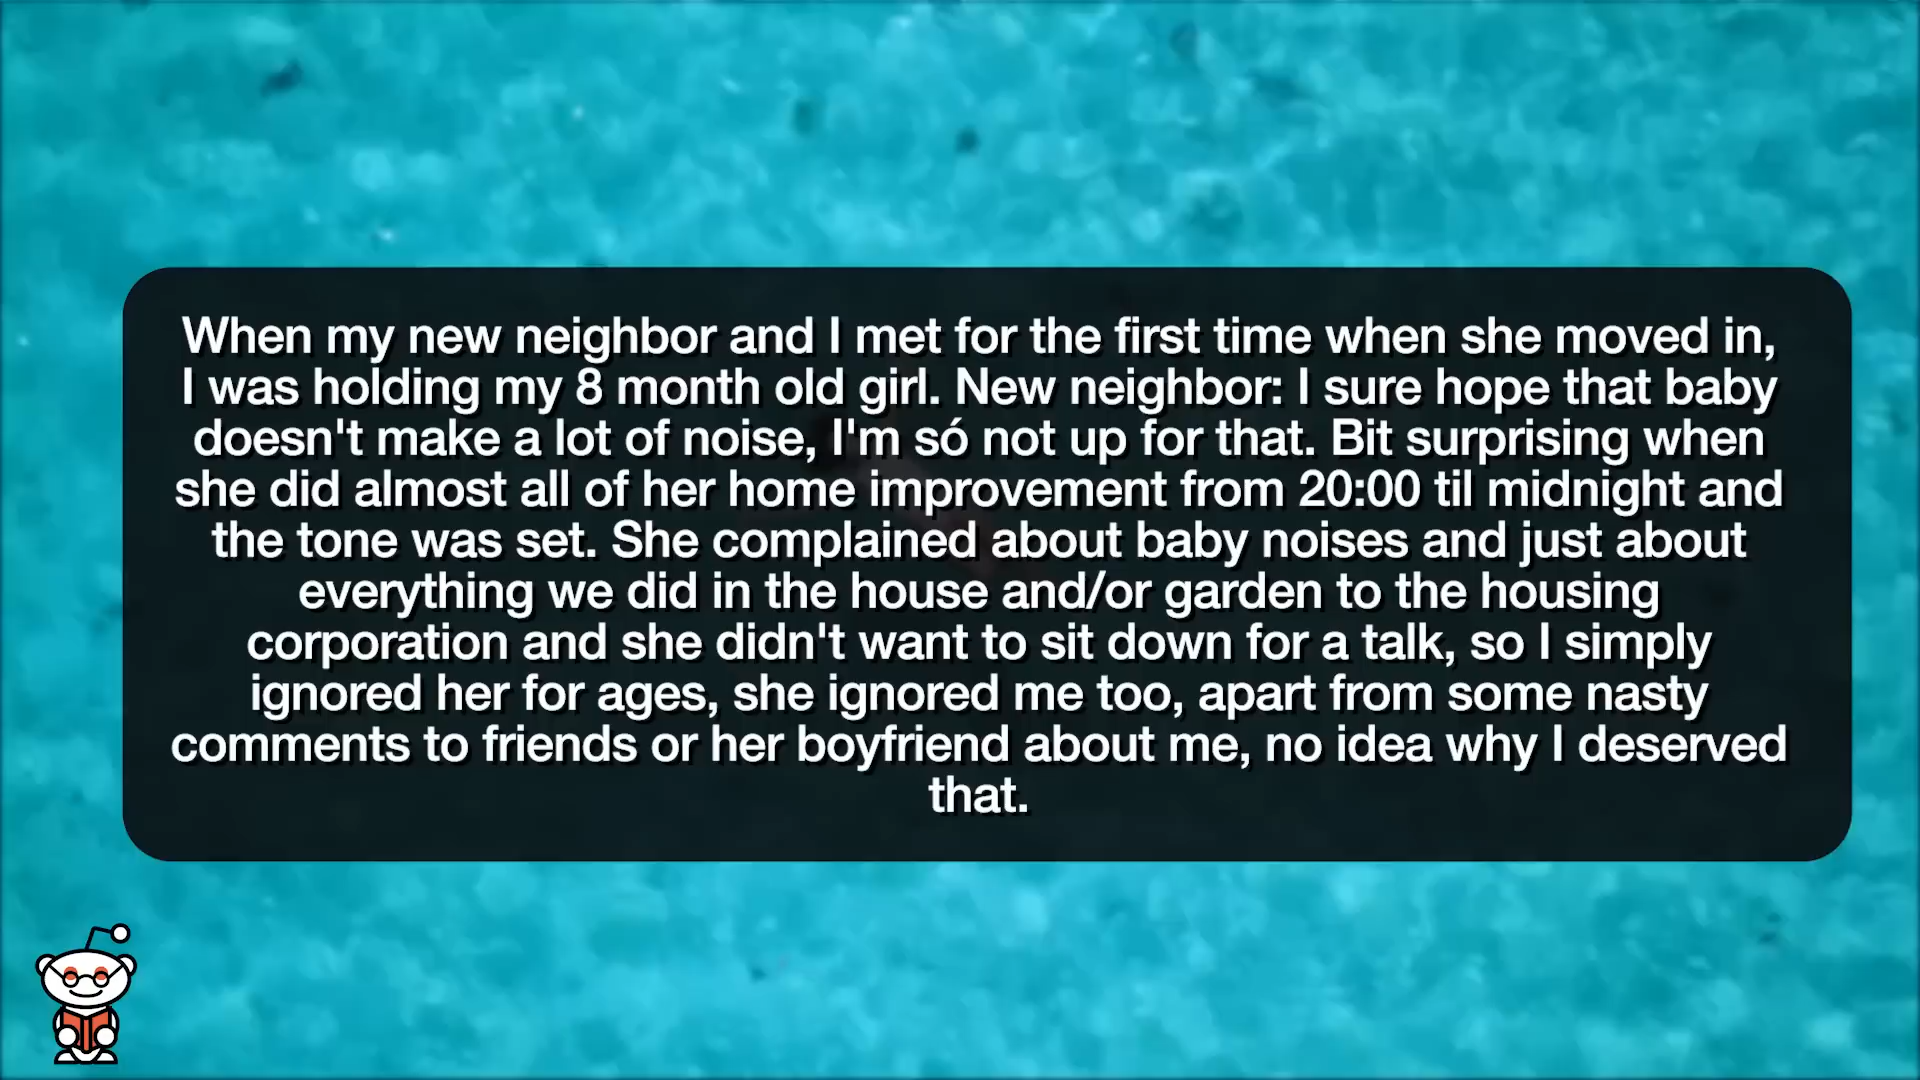 When my new neighbor and I met for the first time when she moved in,
I was holding my 8 month old girl. New neighbor: I sure hope that baby
doesn't make a lot of noise, I'm só not up for that. Bit surprising when
she did almost all of her home improvement from 20:00 til midnight and
the tone was set. She complained about baby noises and just about
everything we did in the house and/or garden to the housing
corporation and she didn't want to sit down for a talk, so I simply
ignored her for ages, she ignored me too, apart from some nasty
comments to friends or her boyfriend about me, no idea why I deserved
that.